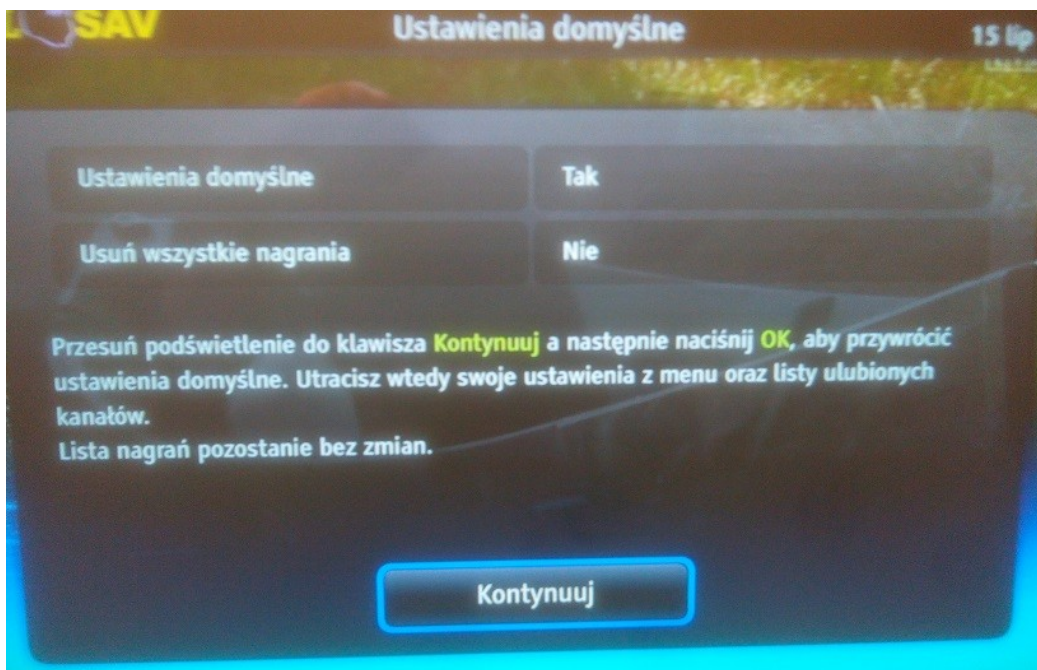 SAV
Ustawienia domyślne
15 lip
Ustawienia domyślne
Tak
Usuń wszystkie nagrania
Nie
Przesuń podświetlenie do klawisza Kontynuuj a następnie naciśnij OK, aby przywrócić
ustawienia domyślne. Utracisz wtedy swoje ustawienia z menu oraz listy ulubionych
kanałów.
Lista nagrań pozostanie bez zmian.
Kontynuuj